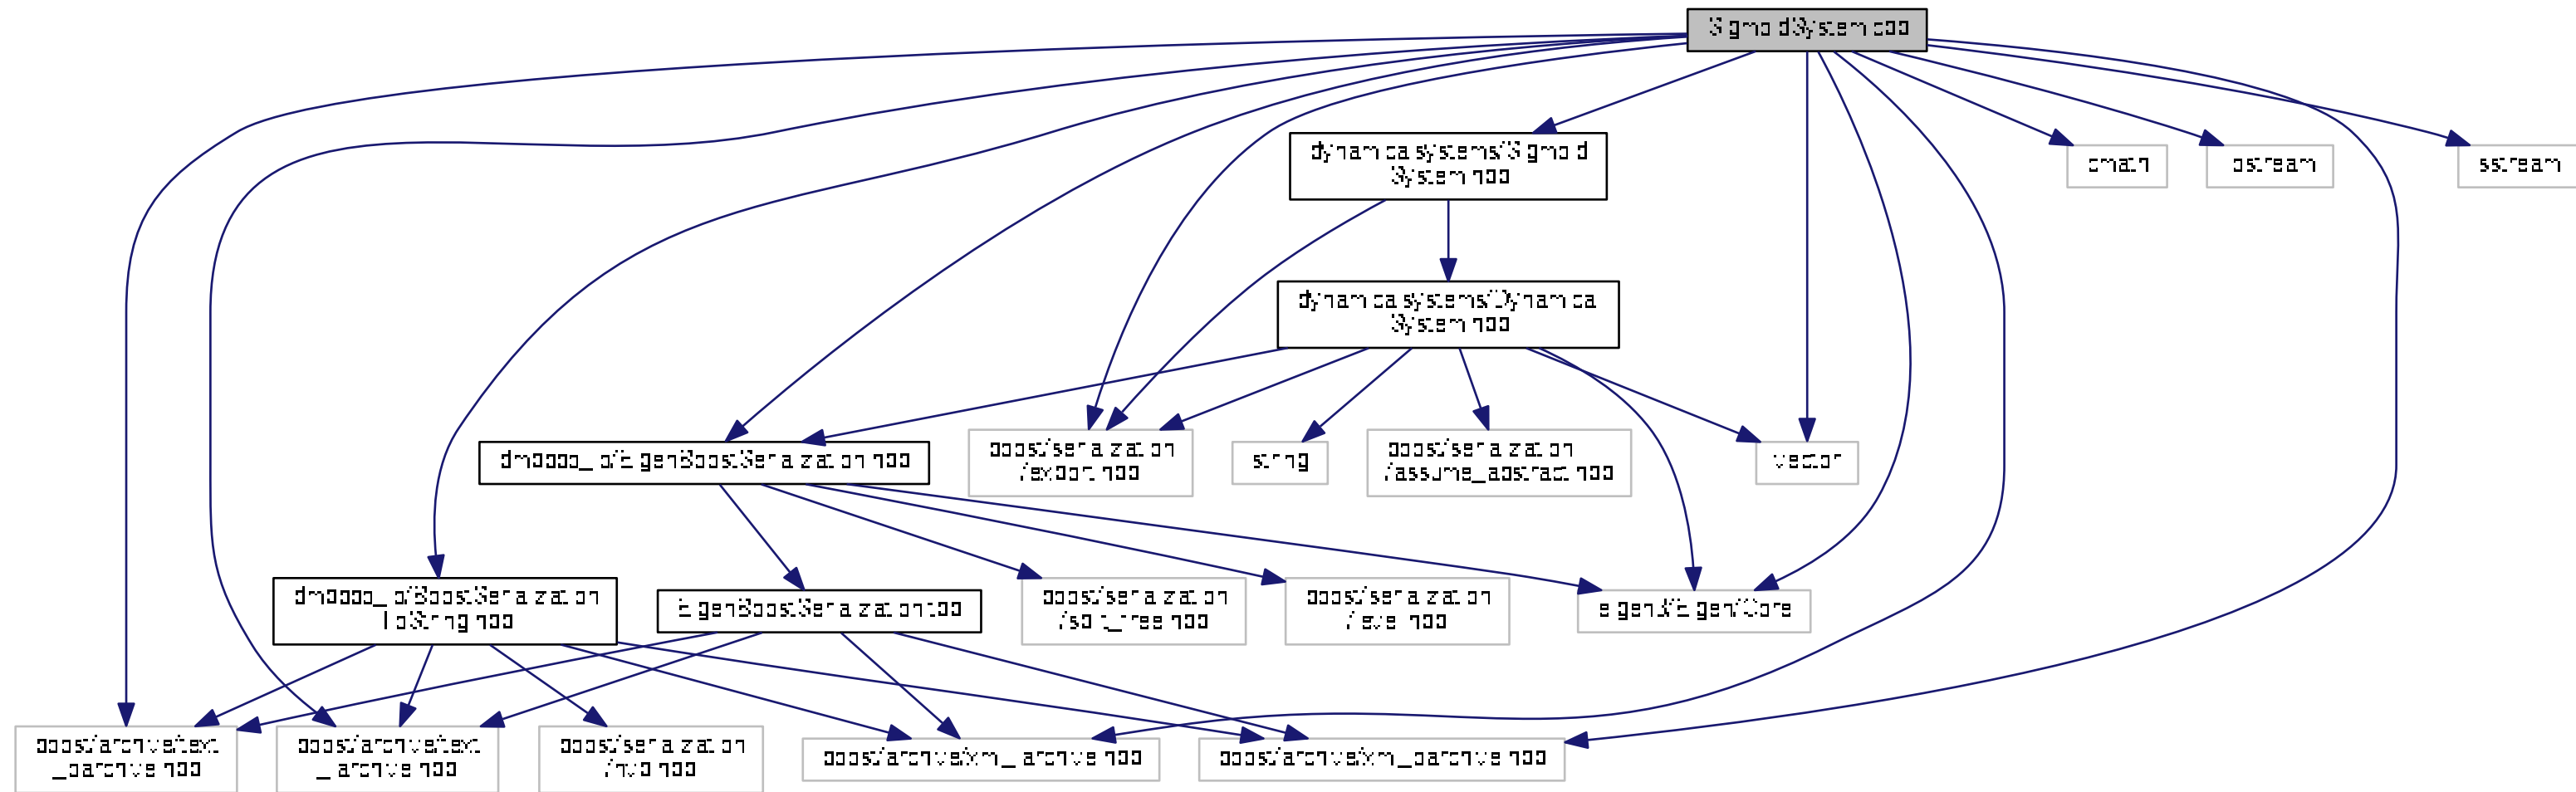 SigmoidSystem.cpp
dynamicalsystems/Sigmoid
System.hpp
cmath
iostream
sstream
dynamicalsystems/Dynamical
System.hpp
dmpbbo_io/EigenBoostSerialization.hpp
boost/serialization
/export.hpp
string
boost/serialization
/assume_abstract.hpp
vector
dmpbbo_io/BoostSerialization
ToString.hpp
EigenBoostSerialization.tpp
boost/serialization
/split_free.hpp
boost/serialization
/level.hpp
eigen3/Eigen/Core
boost/archive/text
_oarchive.hpp
boost/archive/text
_iarchive.hpp
boost/serialization
/nvp.hpp
boost/archive/xml_iarchive.hpp
boost/archive/xml_oarchive.hpp